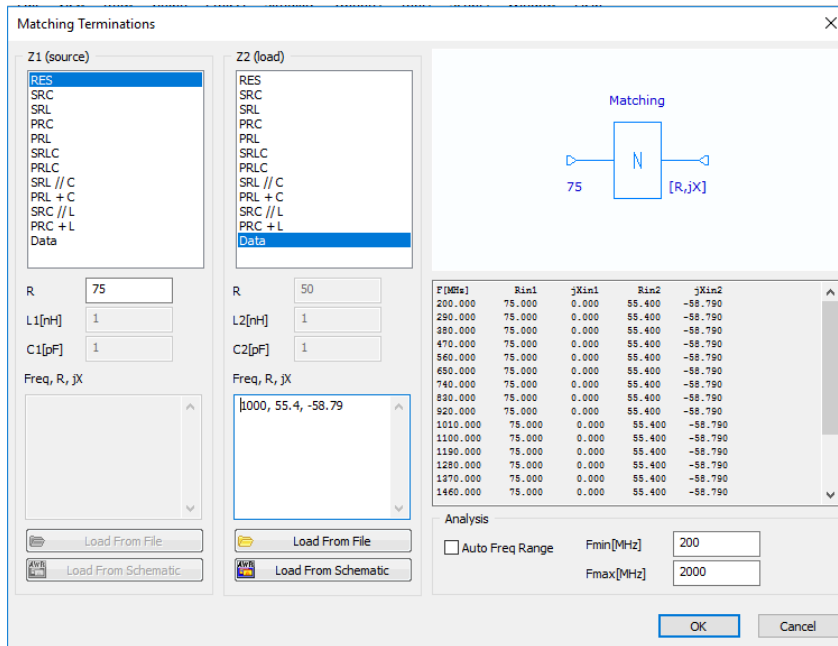 Matching Terminations
Z1 (source)
RES
SRC
SRL
PRC
PRL
SRLC
PRLC
SRL // C
PRL + C
SRC // L
PRC + L
Data
R 75
L1[nH] 1
C1[pF] 1
Freq, R, jX
Load From File
Load From Schematic
Z2 (load)
RES
SRC
SRL
PRC
PRL
SRLC
PRLC
SRL // C
PRL + C
SRC // L
PRC + L
Data
R 50
L2[nH] 1
C2[pF] 1
Freq, R, jX
1000, 55.4, -58.79
Load From File
Load From Schematic
Matching
N
75 [R,jX]
F[MHz] Rin1 jXin1 Rin2 jXin2
200.000 75.000 0.000 55.400 -58.790
290.000 75.000 0.000 55.400 -58.790
380.000 75.000 0.000 55.400 -58.790
470.000 75.000 0.000 55.400 -58.790
560.000 75.000 0.000 55.400 -58.790
650.000 75.000 0.000 55.400 -58.790
740.000 75.000 0.000 55.400 -58.790
830.000 75.000 0.000 55.400 -58.790
920.000 75.000 0.000 55.400 -58.790
1010.000 75.000 0.000 55.400 -58.790
1100.000 75.000 0.000 55.400 -58.790
1190.000 75.000 0.000 55.400 -58.790
1280.000 75.000 0.000 55.400 -58.790
1370.000 75.000 0.000 55.400 -58.790
1460.000 75.000 0.000 55.400 -58.790
Analysis
Auto Freq Range
Fmin[MHz] 200
Fmax[MHz] 2000
OK Cancel